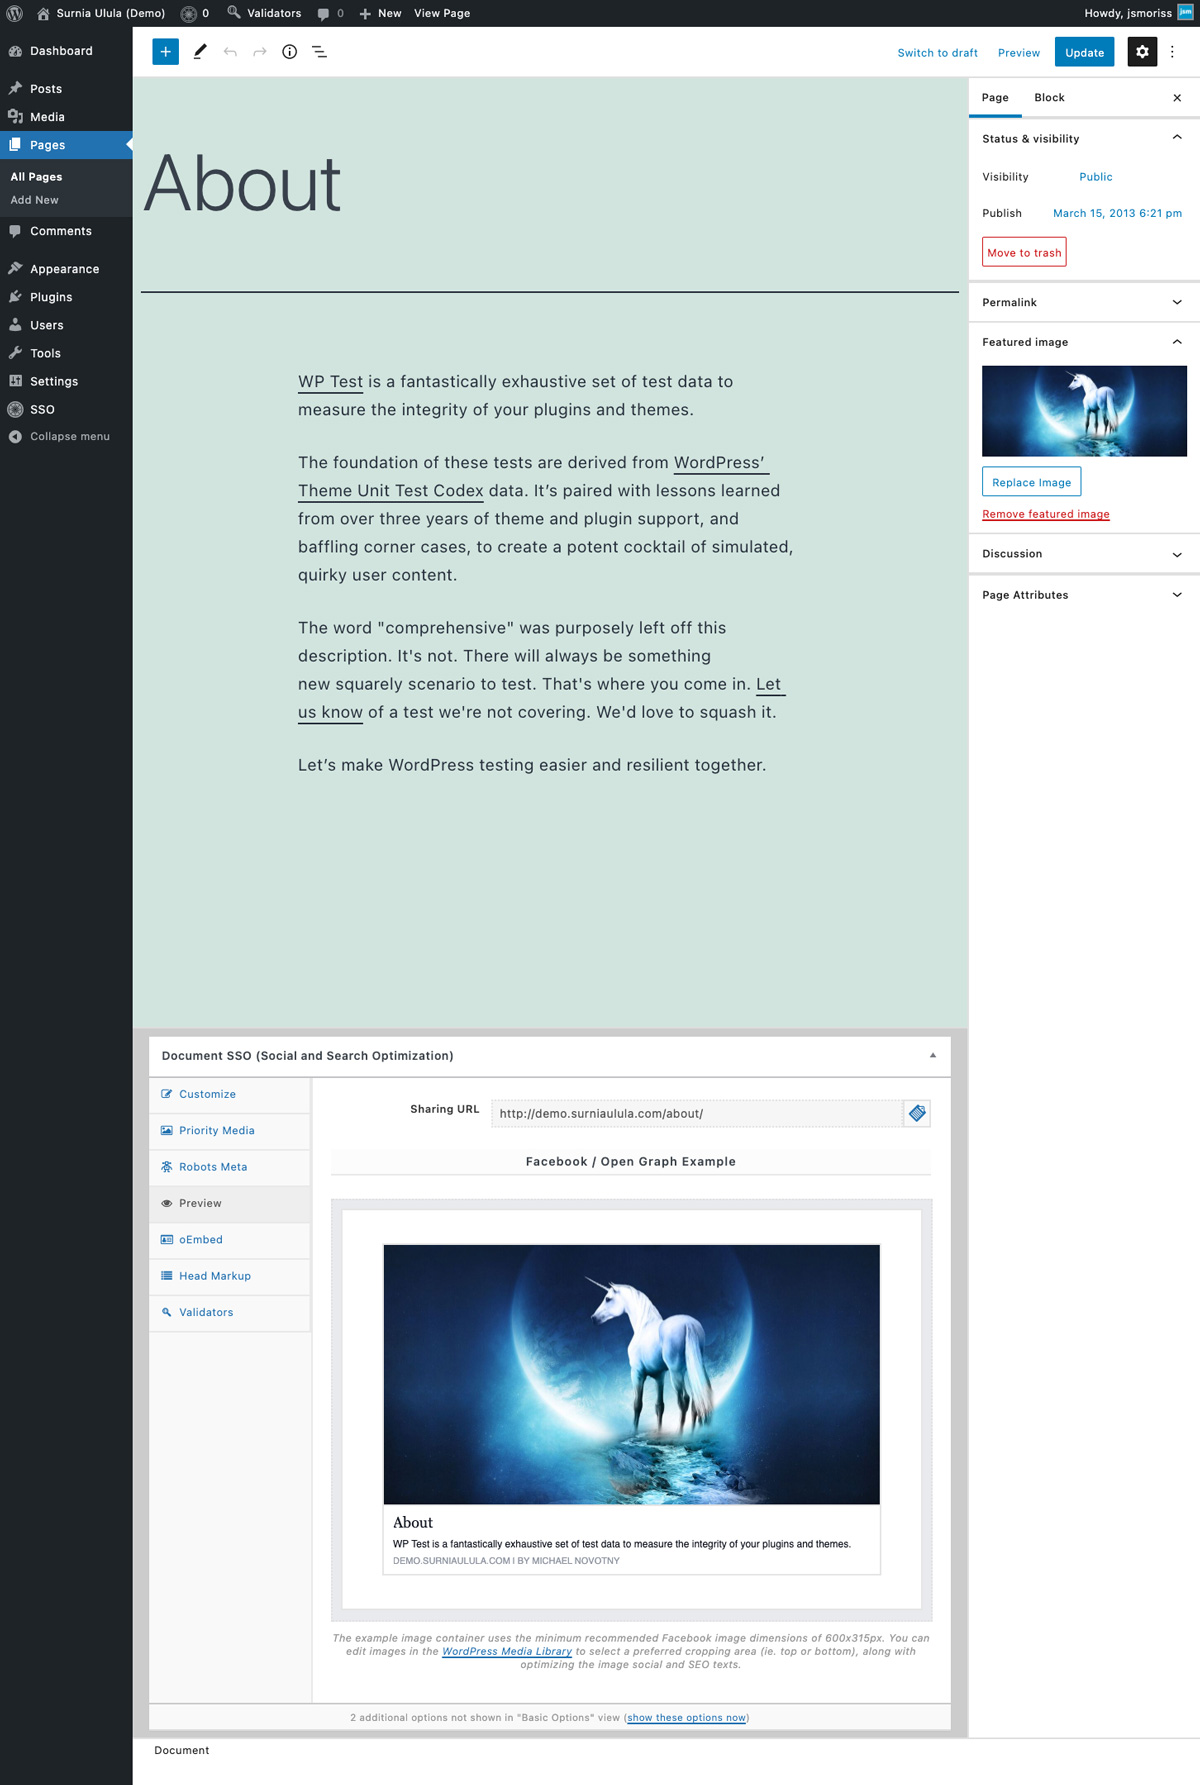 Surnia Ulula (Demo) 0 Validators 0 New View Page Howdy, jsmoriss jsm
Dashboard
Posts
Media
Pages
All Pages
Add New
Comments
Appearance
Plugins
Users
Tools
Settings
SSO
Collapse menu
Switch to draft Preview Update
About
WP Test is a fantastically exhaustive set of test data to
measure the integrity of your plugins and themes.
The foundation of these tests are derived from WordPress’
Theme Unit Test Codex data. It’s paired with lessons learned
from over three years of theme and plugin support, and
baffling corner cases, to create a potent cocktail of simulated,
quirky user content.
The word "comprehensive" was purposely left off this
description. It's not. There will always be something
new squarely scenario to test. That's where you come in. Let
us know of a test we're not covering. We'd love to squash it.
Let’s make WordPress testing easier and resilient together.
Page Block
Status & visibility
Visibility Public
Publish March 15, 2013 6:21 pm
Move to trash
Permalink
Featured image
Replace Image
Remove featured image
Discussion
Page Attributes
Document SSO (Social and Search Optimization)
Customize
Priority Media
Robots Meta
Preview
oEmbed
Head Markup
Validators
Sharing URL http://demo.surniaulula.com/about/
Facebook / Open Graph Example
About
WP Test is a fantastically exhaustive set of test data to measure the integrity of your plugins and themes.
DEMO.SURNIAULULA.COM | BY MICHAEL NOVOTNY
The example image container uses the minimum recommended Facebook image dimensions of 600x315px. You can
edit images in the WordPress Media Library to select a preferred cropping area (ie. top or bottom), along with
optimizing the image social and SEO texts.
2 additional options not shown in "Basic Options" view (show these options now)
Document